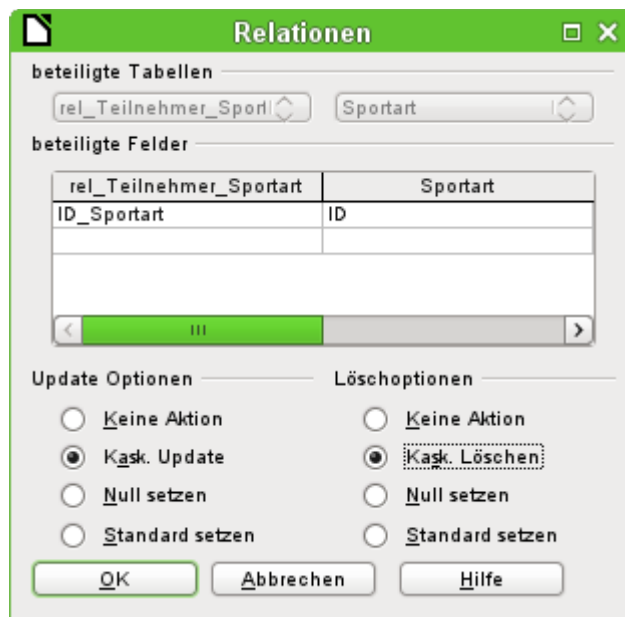 Relationen
beteiligte Tabellen
rel_Teilnehmer_Sport Sportart
beteiligte Felder
rel_Teilnehmer_Sportart Sportart
ID_Sportart ID
Update Optionen Löschoptionen
Keine Aktion Keine Aktion
Kask. Update Kask. Löschen
Null setzen Null setzen
Standard setzen Standard setzen
OK Abbrechen Hilfe